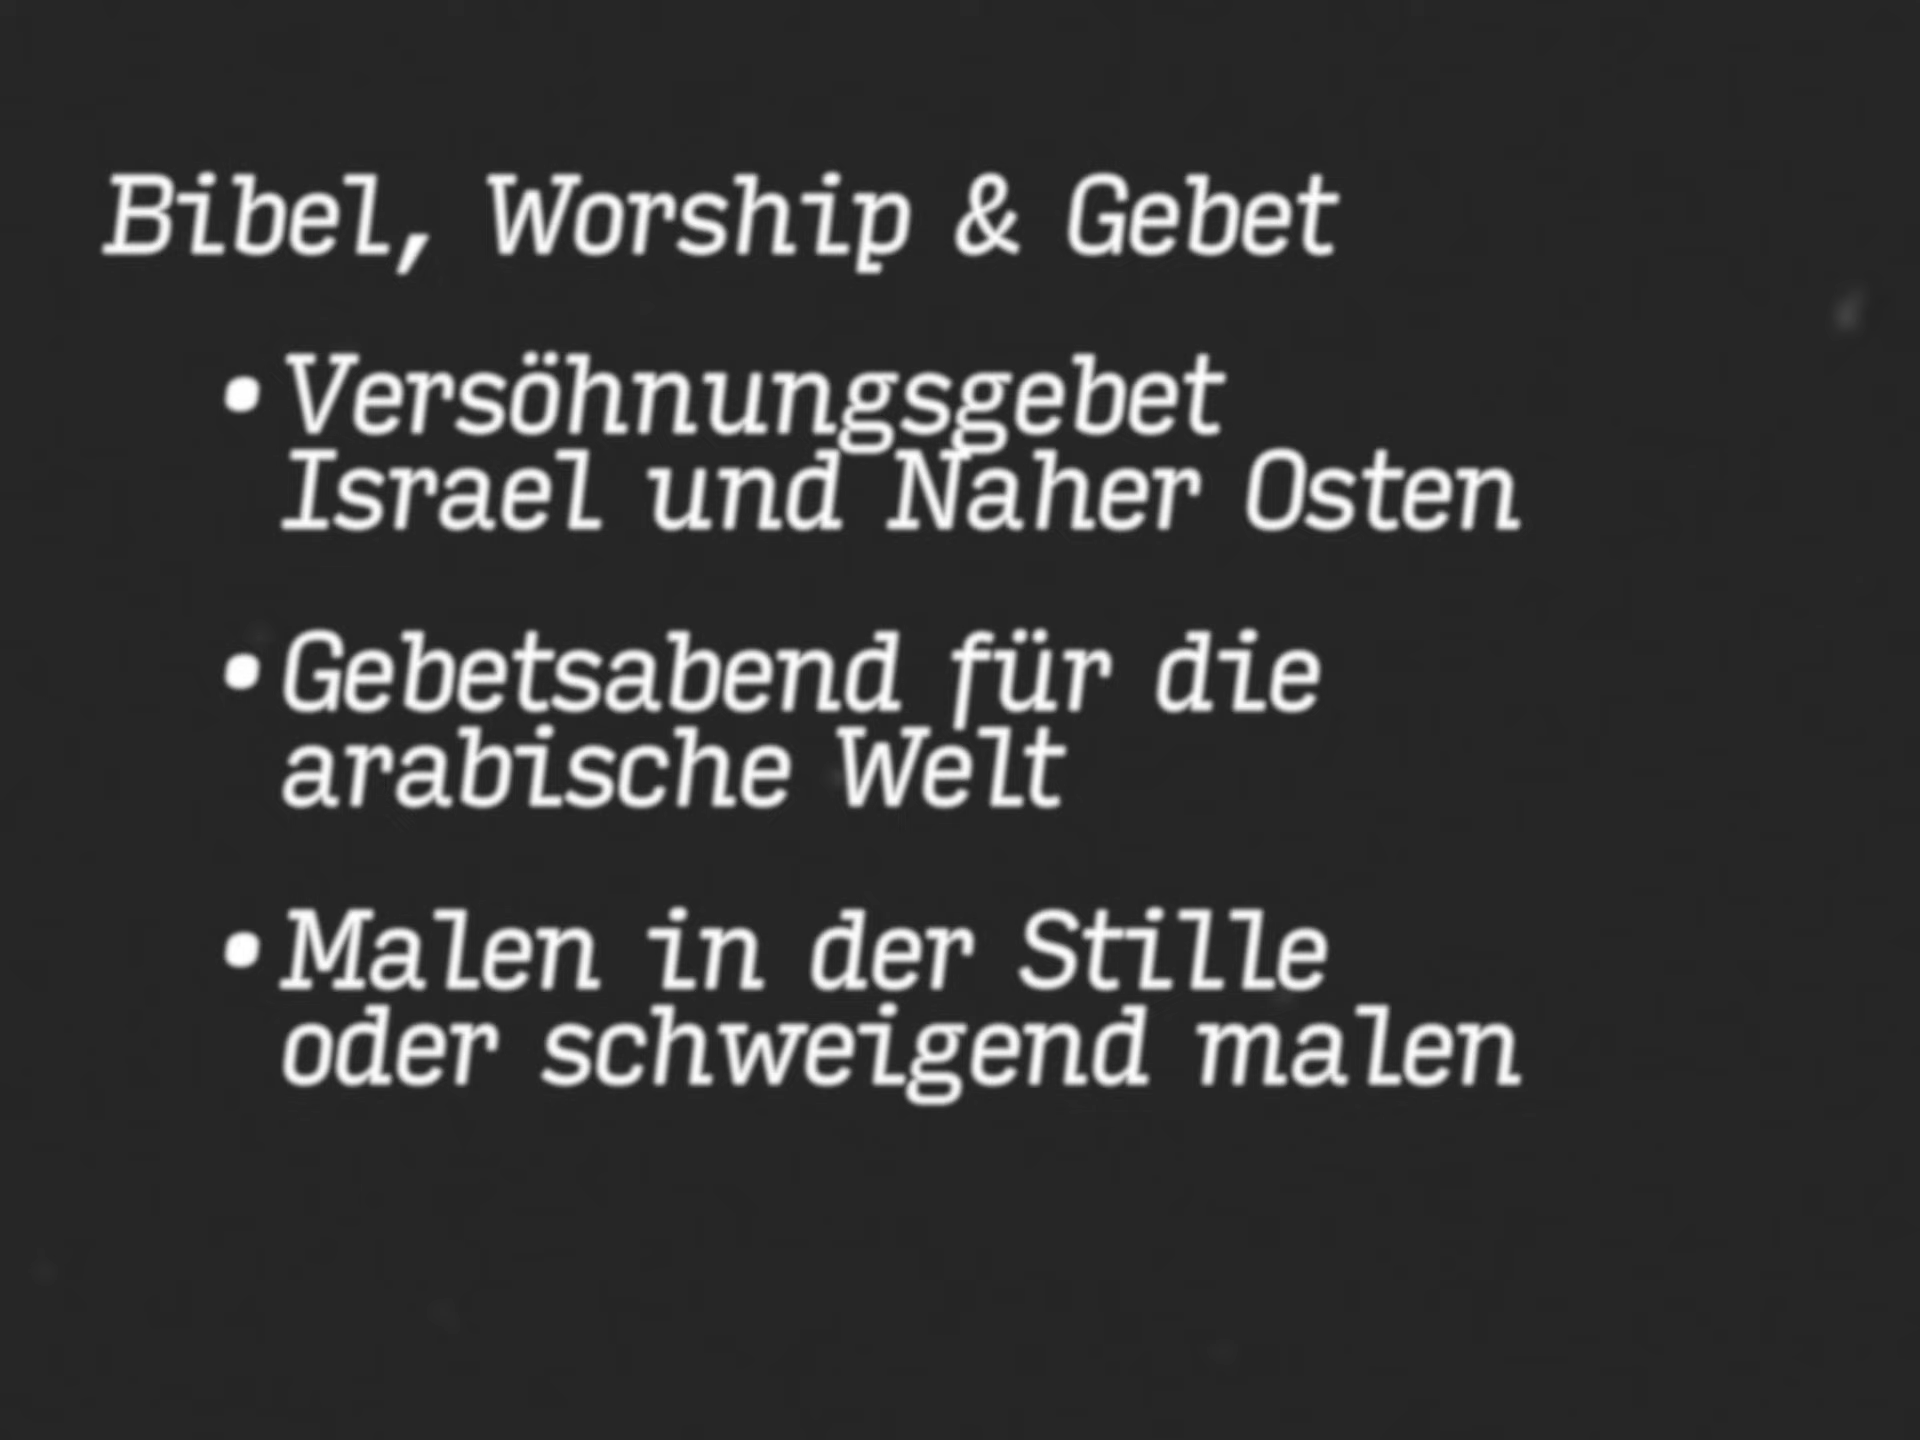 Bibel, Worship & Gebet
• Versöhnungsgebet
Israel und Naher Osten
• Gebetsabend für die
arabische Welt
• Malen in der Stille
oder schweigend malen